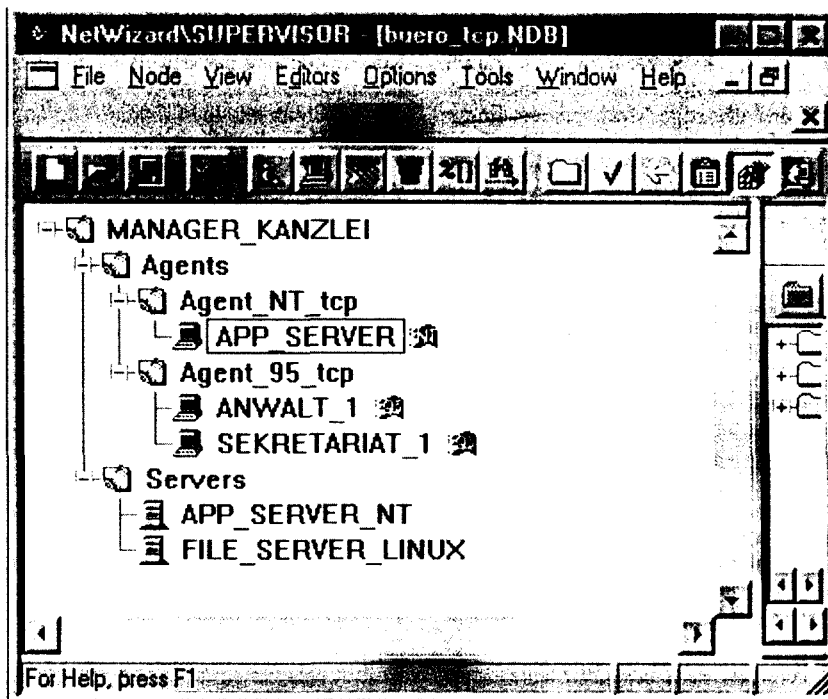 NetWizard\SUPERVISOR - [buero_tcp.NDB]
File Node View Editors Options Tools Window Help
MANAGER_KANZLEI
Agents
Agent_NT_tcp
APP_SERVER
Agent_95_tcp
ANWALT_1
SEKRETARIAT_1
Servers
APP_SERVER_NT
FILE_SERVER_LINUX
For Help, press F1